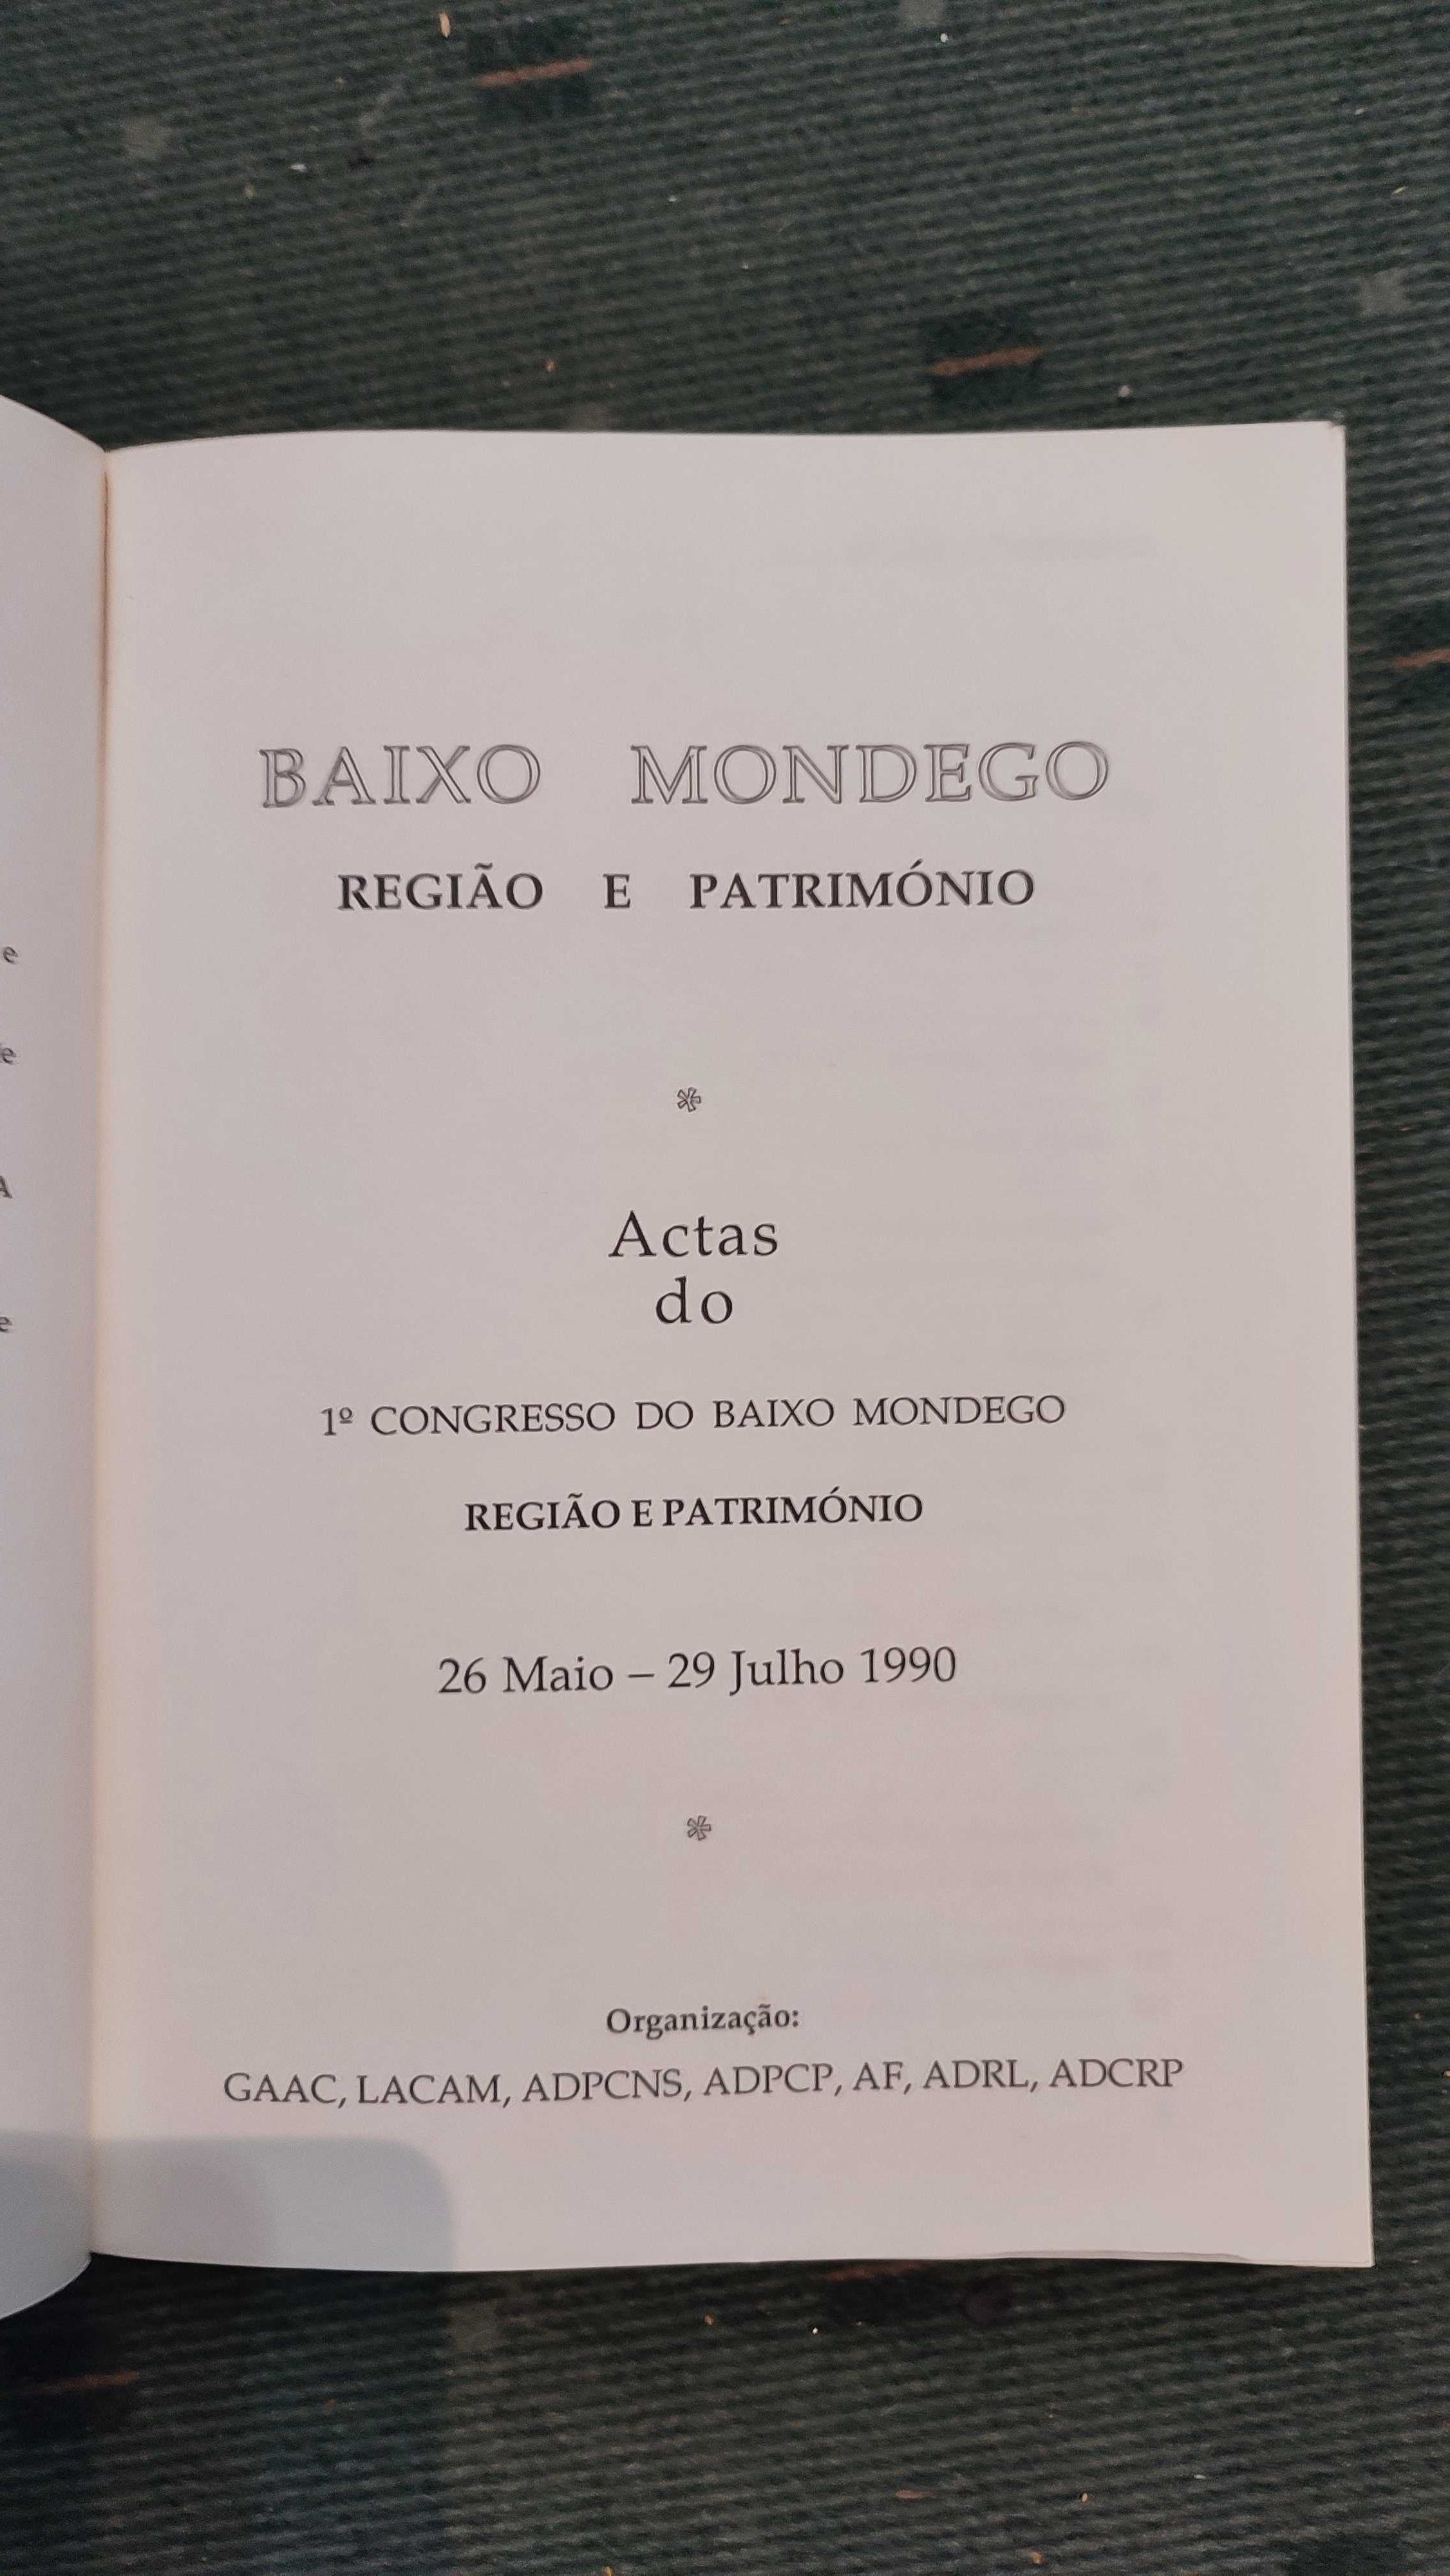 BAIXO MONDEGO
REGIÃO E PATRIMÓNIO
*
Actas
do
1º CONGRESSO DO BAIXO MONDEGO
REGIÃO E PATRIMÓNIO
26 Maio – 29 Julho 1990
*
Organização:
GAAC, LACAM, ADPCNS, ADPCP, AF, ADRL, ADCRP